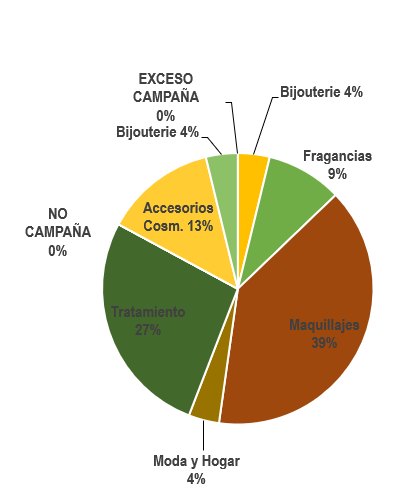 EXCESO
CAMPAÑA
0%
Bijouterie 4%
Bijouterie 4%
Fragancias
9%
Accesorios
Cosm. 13%
NO
CAMPAÑA
0%
Tratamiento
27%
Maquillajes
39%
Moda y Hogar
4%